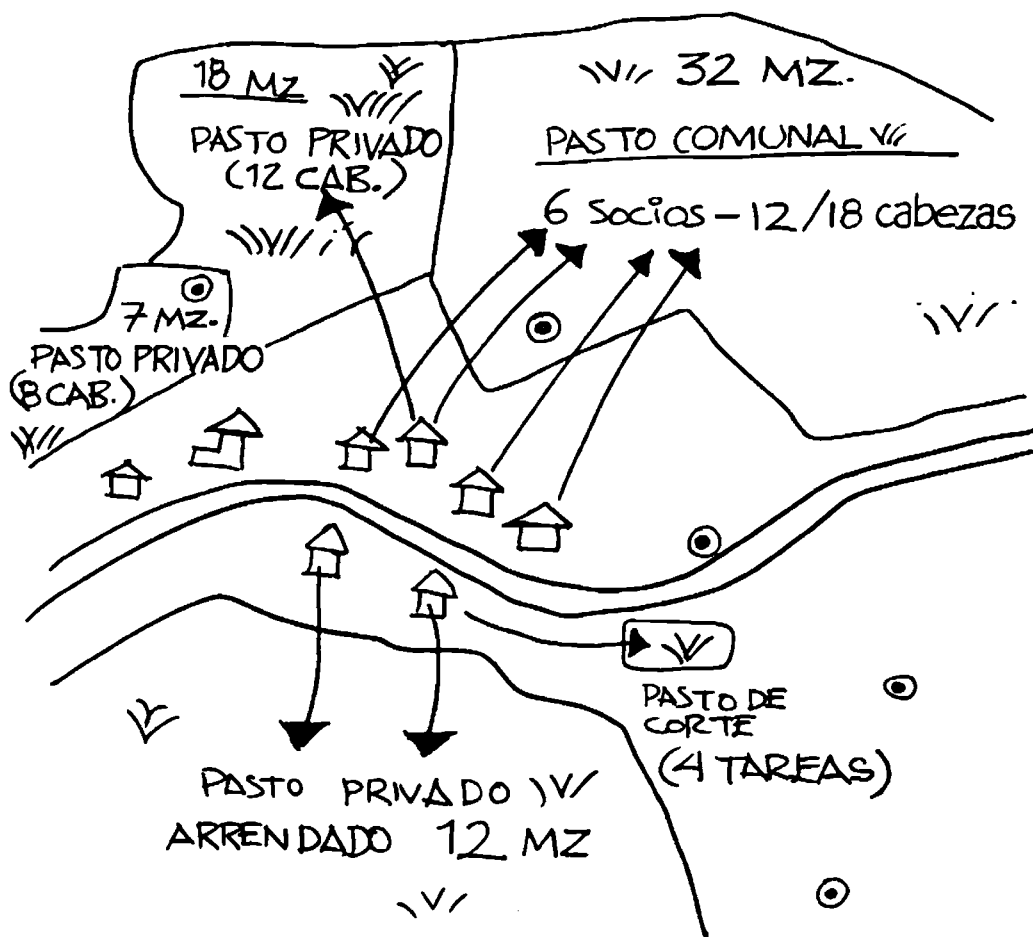 18 MZ
PASTO PRIVADO
(12 CAB.)
32 MZ.
PASTO COMUNAL
6 Socios - 12/18 cabezas
7 MZ.
PASTO PRIVADO
(8 CAB.)
PASTO DE
CORTE
(4 TAREAS)
PASTO PRIVADO
ARRENDADO 12 MZ